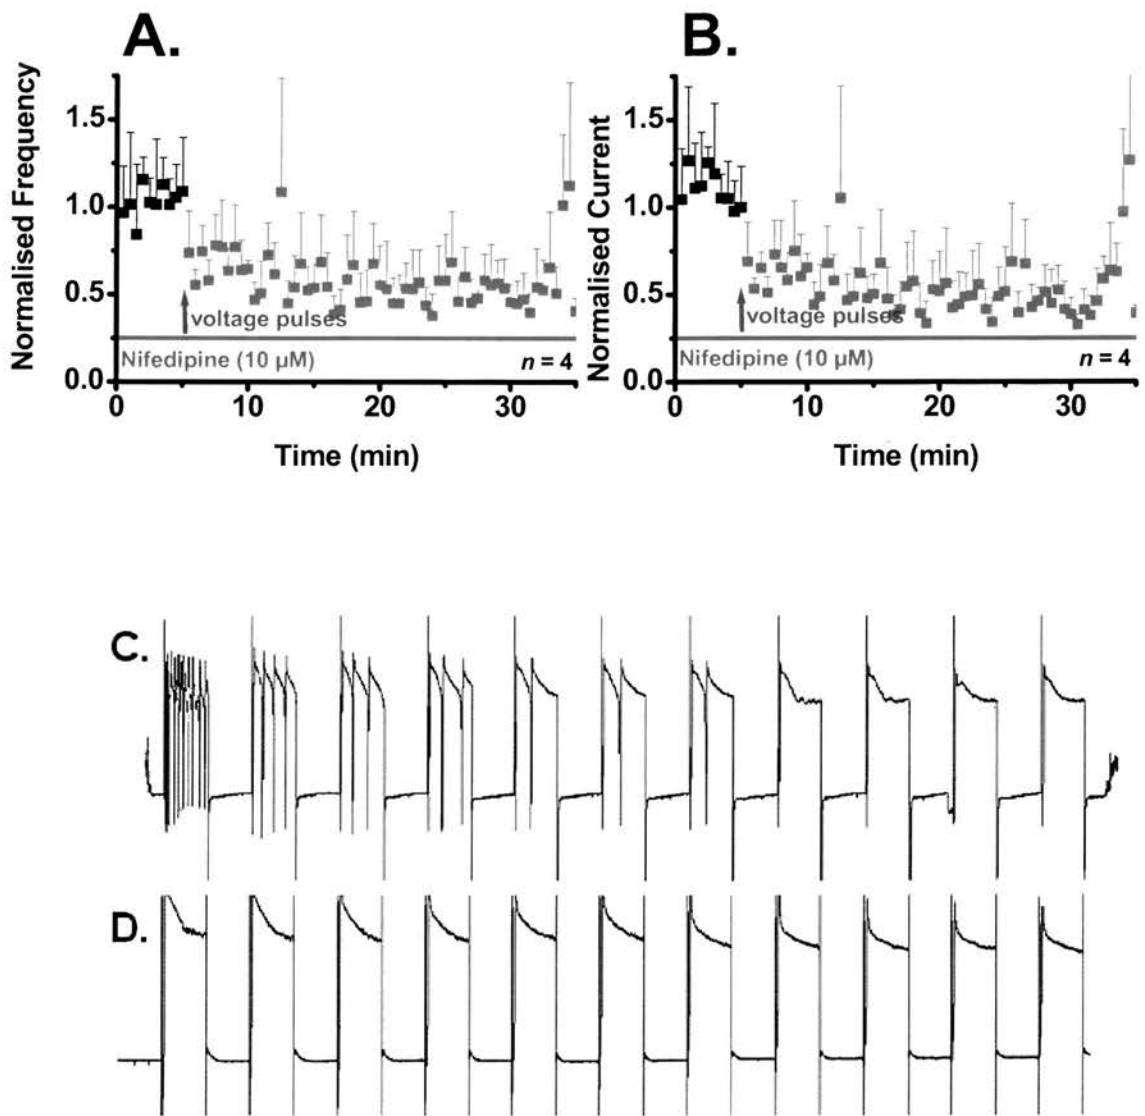 A.
Normalised Frequency
1.5
1.0
0.5
0.0
voltage pulses
Nifedipine (10 µM)
n = 4
0
10
20
30
Time (min)
B.
Normalised Current
1.5
1.0
0.5
0.0
voltage pulses
Nifedipine (10 µM)
n = 4
0
10
20
30
Time (min)
C.
D.